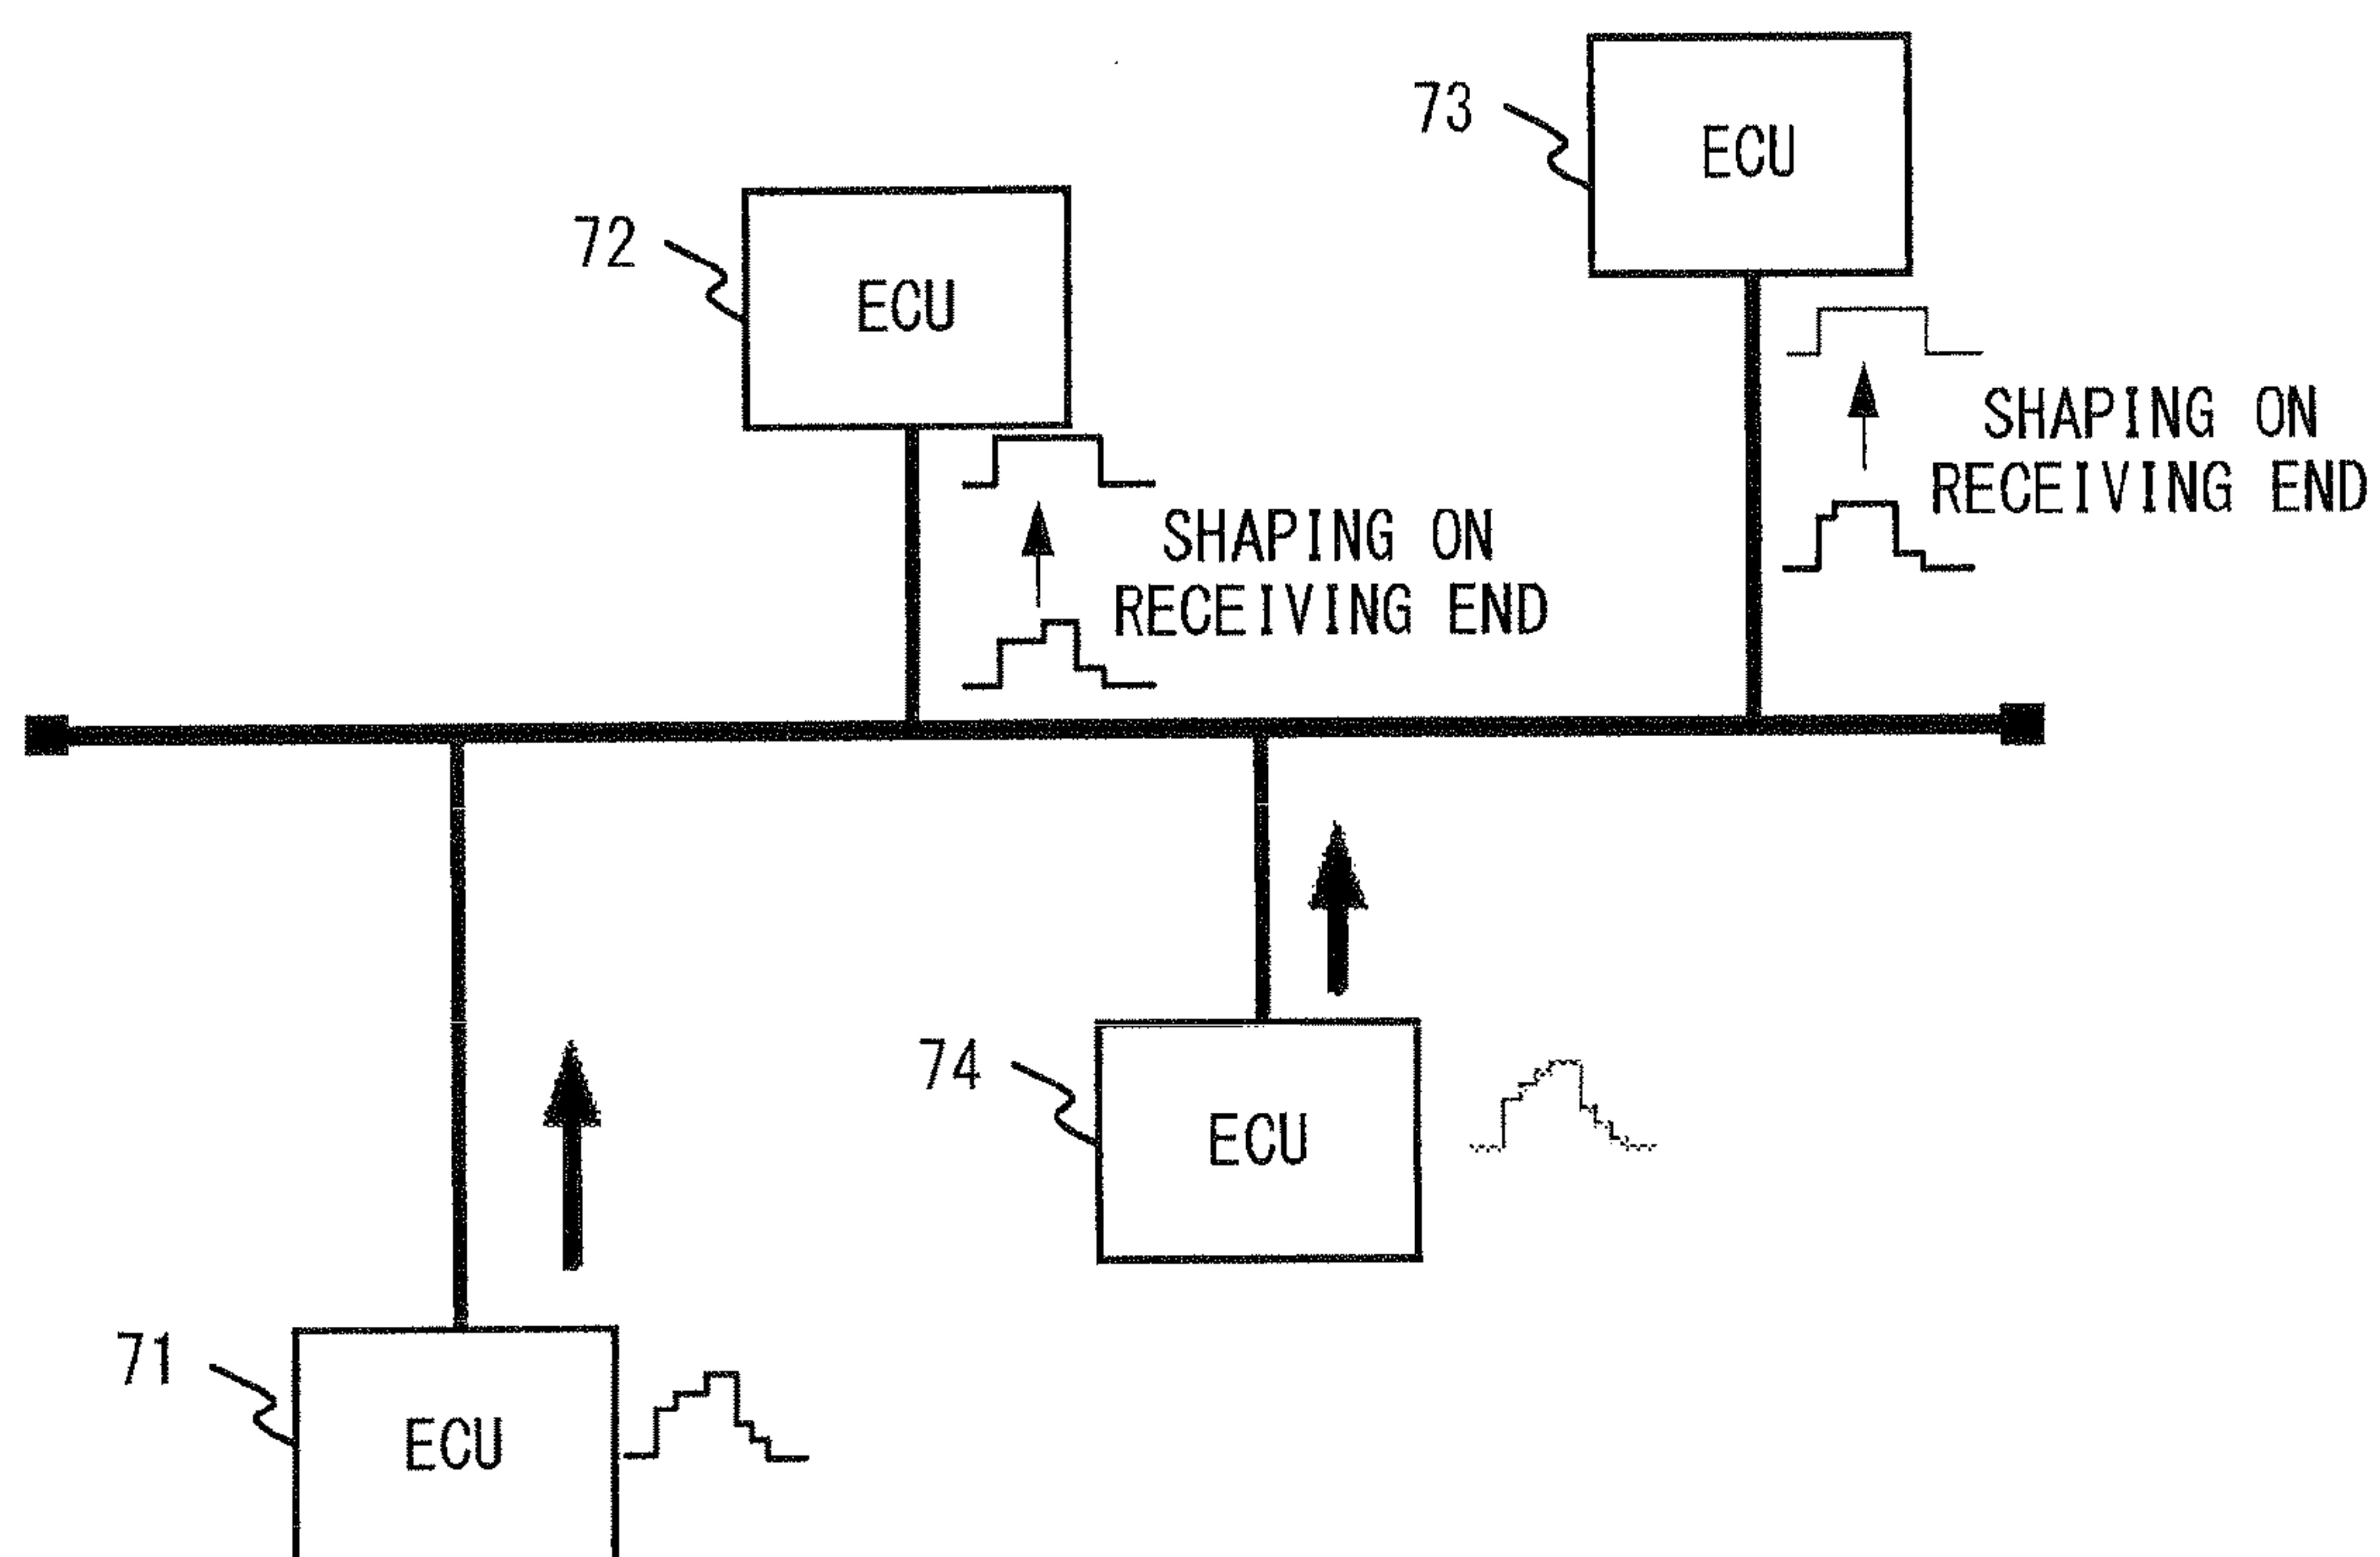 73
ECU
72
ECU
SHAPING ON
RECEIVING END
SHAPING ON
RECEIVING END
74
ECU
71
ECU